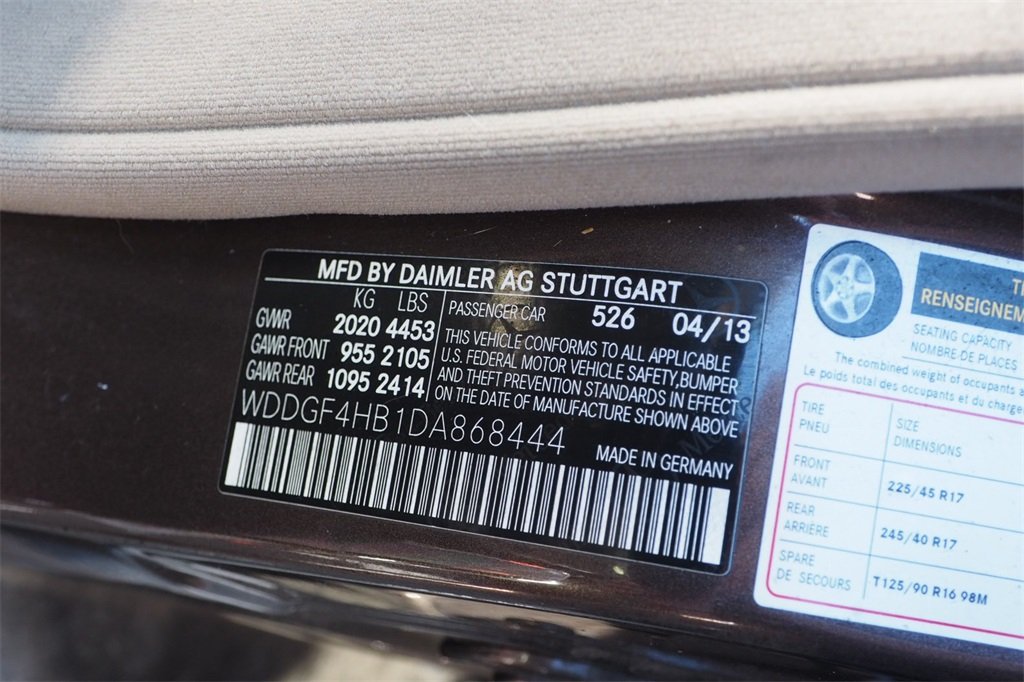 MFD BY DAIMLER AG STUTTGART
KG LBS
GVWR 2020 4453
GAWR FRONT 955 2105
GAWR REAR 1095 2414
PASSENGER CAR 526 04/13
THIS VEHICLE CONFORMS TO ALL APPLICABLE
U.S. FEDERAL MOTOR VEHICLE SAFETY,BUMPER
AND THEFT PREVENTION STANDARDS IN EFFECT
ON THE DATE OF MANUFACTURE SHOWN ABOVE
WDDGF4HB1DA868444
MADE IN GERMANY
RENSEIGNEM
SEATING CAPACITY
NOMBRE DE PLACES
The combined weight of occupants a
Le poids total des occupants et du charge
TIRE
PNEU
SIZE
DIMENSIONS
FRONT
AVANT
225/45 R17
REAR
ARRIÈRE
245/40 R17
SPARE
DE SECOURS
T125/90 R16 98M